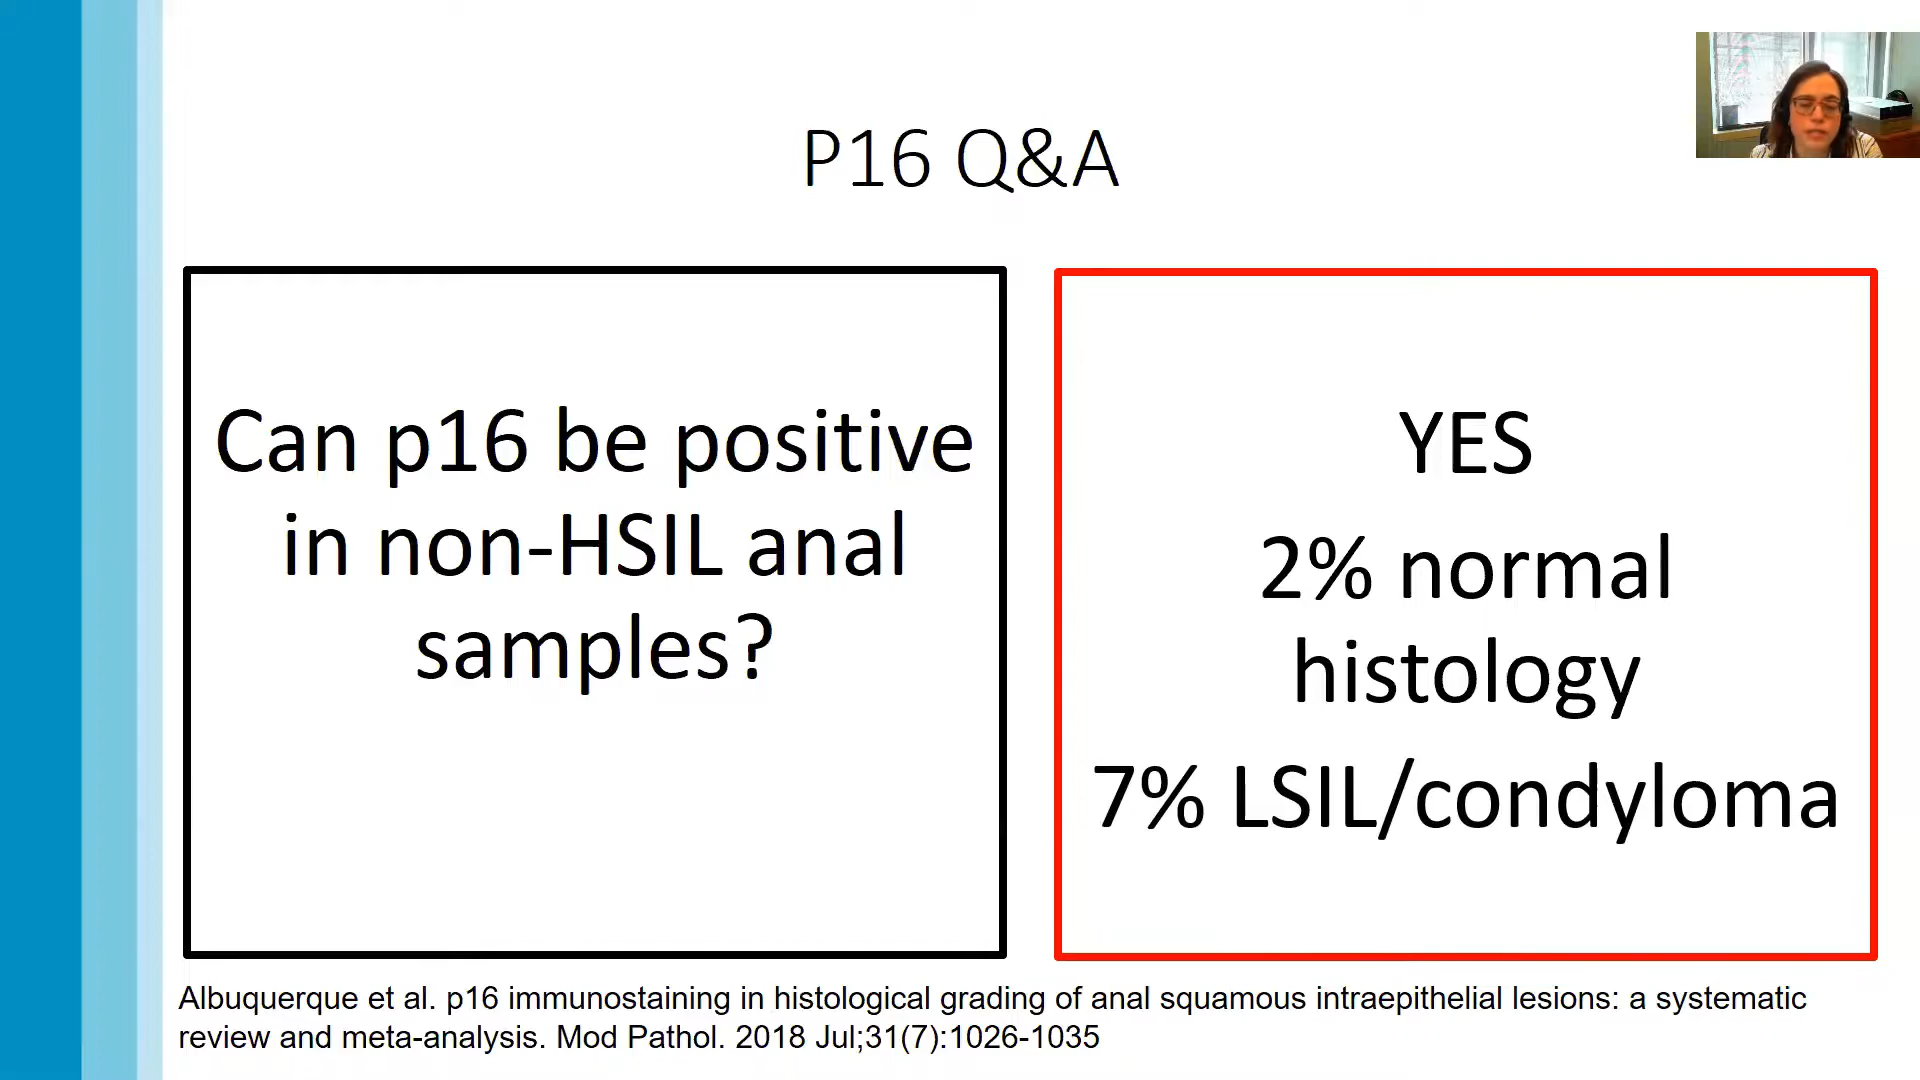 P16 Q&A
Can p16 be positive
in non-HSIL anal
samples?
YES
2% normal
histology
7% LSIL/condyloma
Albuquerque et al. p16 immunostaining in histological grading of anal squamous intraepithelial lesions: a systematic
review and meta-analysis. Mod Pathol. 2018 Jul;31(7):1026-1035